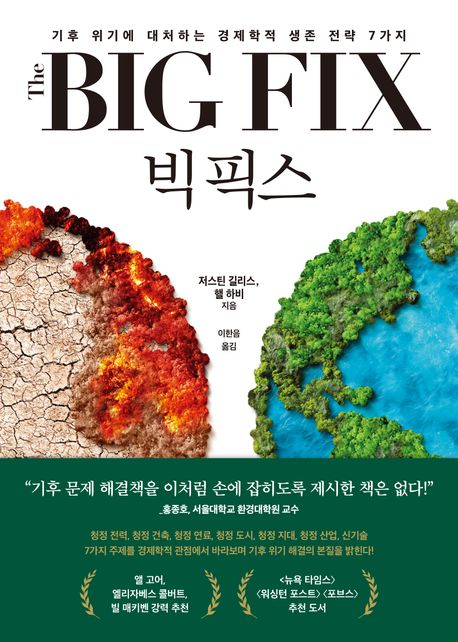 기후 위기에 대처하는 경제학적 생존 전략 7가지
The
BIG FIX
빅 픽스
저스틴 길리스,
핼 하비
지음
이한음
옮김
“기후 문제 해결책을 이처럼 손에 잡히도록 제시한 책은 없다!”
_홍종호, 서울대학교 환경대학원 교수
청정 전력, 청정 건축, 청정 연료, 청정 도시, 청정 지대, 청정 산업, 신기술
7가지 주제를 경제학적 관점에서 바라보며 기후 위기 해결의 본질을 밝힌다!
앨 고어,
엘리자베스 콜버트,
빌 매키벤 강력 추천
<뉴욕 타임스>
<워싱턴 포스트> <포브스>
추천 도서